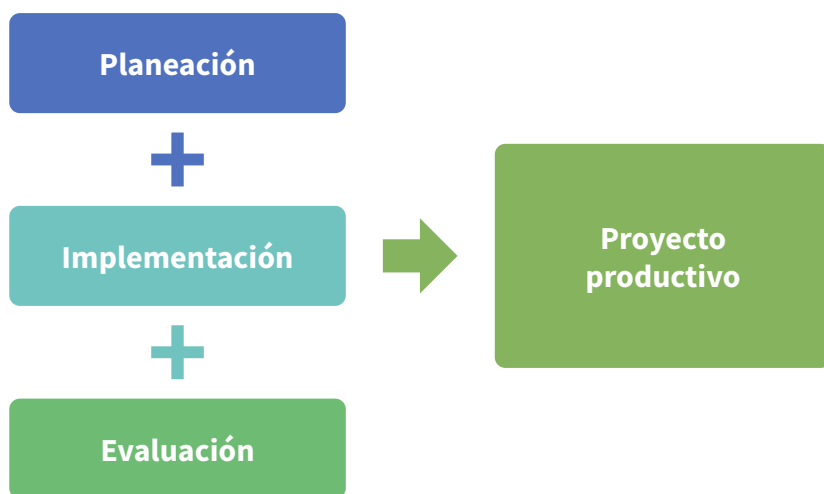 Planeación
Implementación
Evaluación
Proyecto
productivo